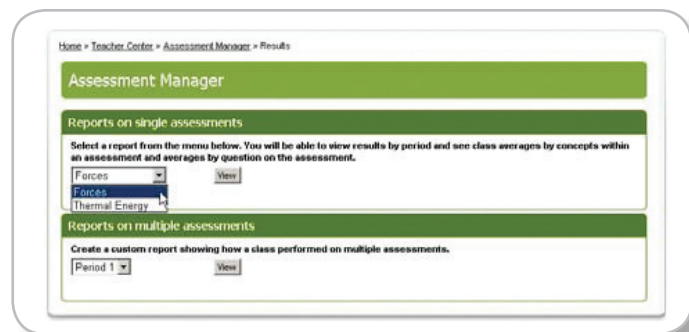 Home » Teacher Center » Assessment Manager » Results
Assessment Manager
Reports on single assessments
Select a report from the menu below. You will be able to view results by period and see class averages by concepts within
an assessment and averages by question on the assessment.
Forces View
Forces
Thermal Energy
Reports on multiple assessments
Create a custom report showing how a class performed on multiple assessments.
Period 1 View